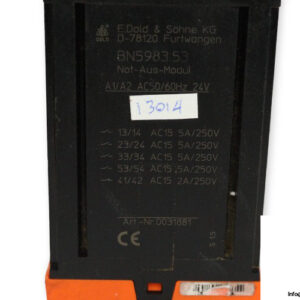 E.Dold & Söhne KG
DOLD D-78120 Furtwangen
BN5983.53
Not-Aus-Modul
A1/A2 AC50/60Hz 24V
13014
13/14 AC15 5A/250V
23/24 AC15 5A/250V
33/34 AC15 5A/250V
53/54 AC15 5A/250V
41/42 AC15 2A/250V
Art.-Nr.0031681
CE